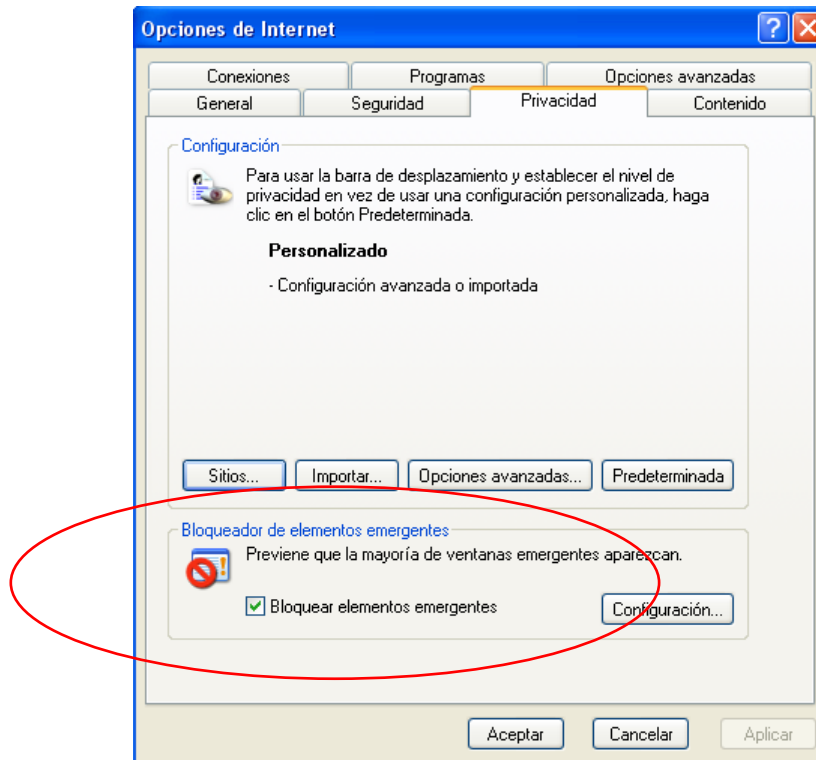 Opciones de Internet
Conexiones Programas Opciones avanzadas
General Seguridad Privacidad Contenido
Configuración
Para usar la barra de desplazamiento y establecer el nivel de
privacidad en vez de usar una configuración personalizada, haga
clic en el botón Predeterminada.
Personalizado
- Configuración avanzada o importada
Sitios... Importar... Opciones avanzadas... Predeterminada
Bloqueador de elementos emergentes
Previene que la mayoría de ventanas emergentes aparezcan.
Bloquear elementos emergentes Configuración...
Aceptar Cancelar Aplicar